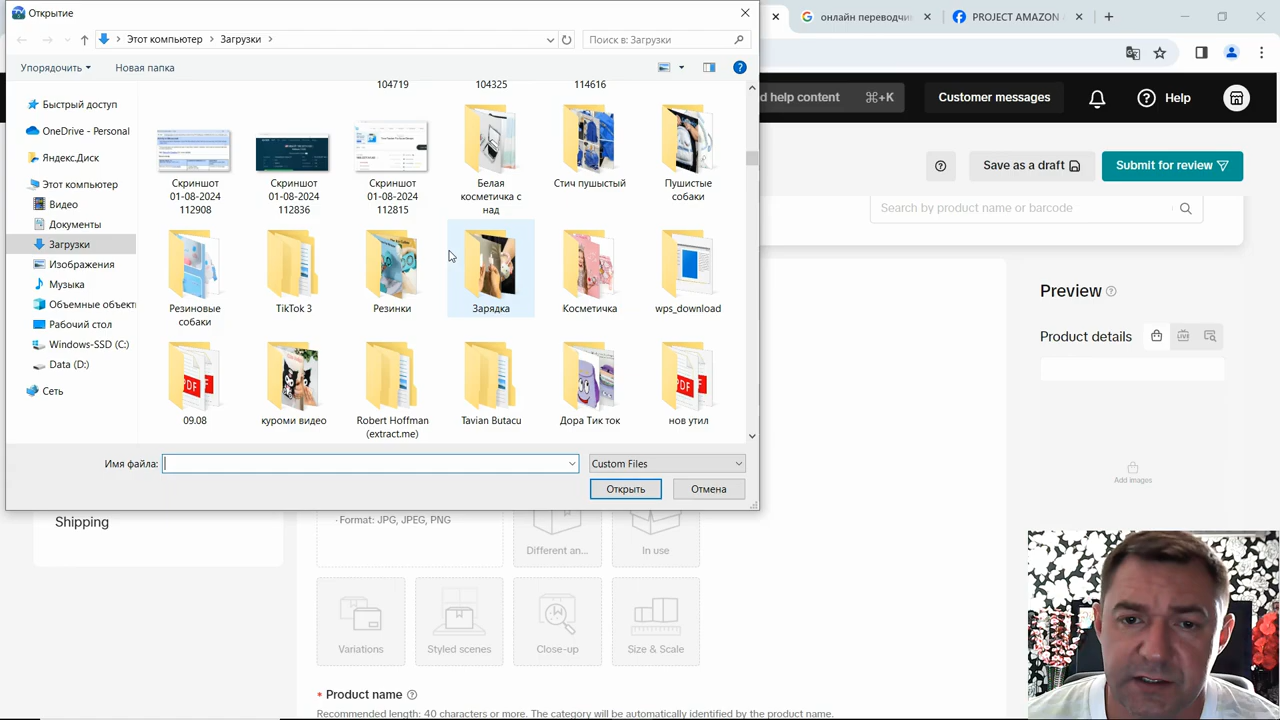 Открытие
онлайн переводчи
PROJECT AMAZON
Этот компьютер
Загрузки
Поиск в: Загрузки
Упорядочить
Новая папка
d help content
⌘+K
Customer messages
Help
Быстрый доступ
OneDrive - Personal
Яндекс.Диск
Этот компьютер
Видео
Документы
Загрузки
Изображения
Музыка
Объемные объект
Рабочий стол
Windows-SSD (C:)
Data (D:)
Сеть
104719
104325
114616
Скриншот
01-08-2024
112908
Скриншот
01-08-2024
112836
Скриншот
01-08-2024
112815
Белая
косметичка с
над
Стич пушыстый
Пушистые
собаки
Резиновые
собаки
TikTok 3
Резинки
Зарядка
Косметичка
wps_download
PDF
09.08
куроми видео
Robert Hoffman
(extract.me)
Tavian Butacu
Дора Тик ток
PDF
нов утил
Имя файла:
Custom Files
Открыть
Отмена
Save as a draft
Submit for review
Search by product name or barcode
Preview
Product details
LIVE
Add images
Shipping
· Format: JPG, JPEG, PNG
Different an...
In use
Variations
Styled scenes
Close-up
Size & Scale
* Product name
Recommended length: 40 characters or more. The category will be automatically identified by the product name.